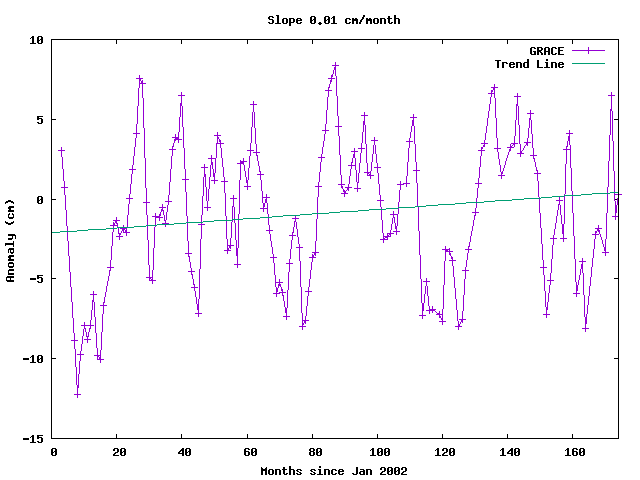 Slope 0.01 cm/month
GRACE
Trend Line
10
5
0
-5
-10
-15
Anomaly (cm)
0 20 40 60 80 100 120 140 160
Months since Jan 2002